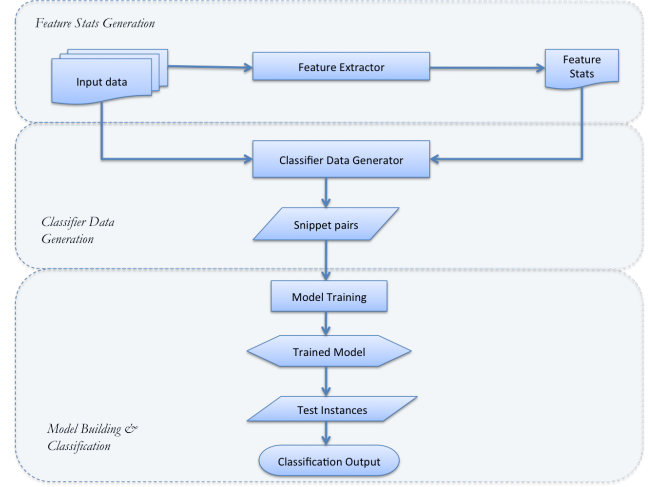 Feature Stats Generation
Input data
Feature Extractor
Feature
Stats
Classifier Data Generator
Snippet pairs
Classifier Data
Generation
Model Training
Trained Model
Test Instances
Model Building &
Classification
Classification Output